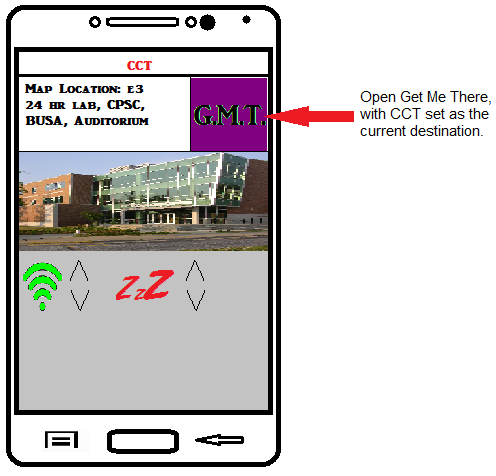 CCT
Map Location: e3
24 hr lab, CPSC,
BUSA, Auditorium
G.M.T.
Open Get Me There,
with CCT set as the
current destination.
ZzZ